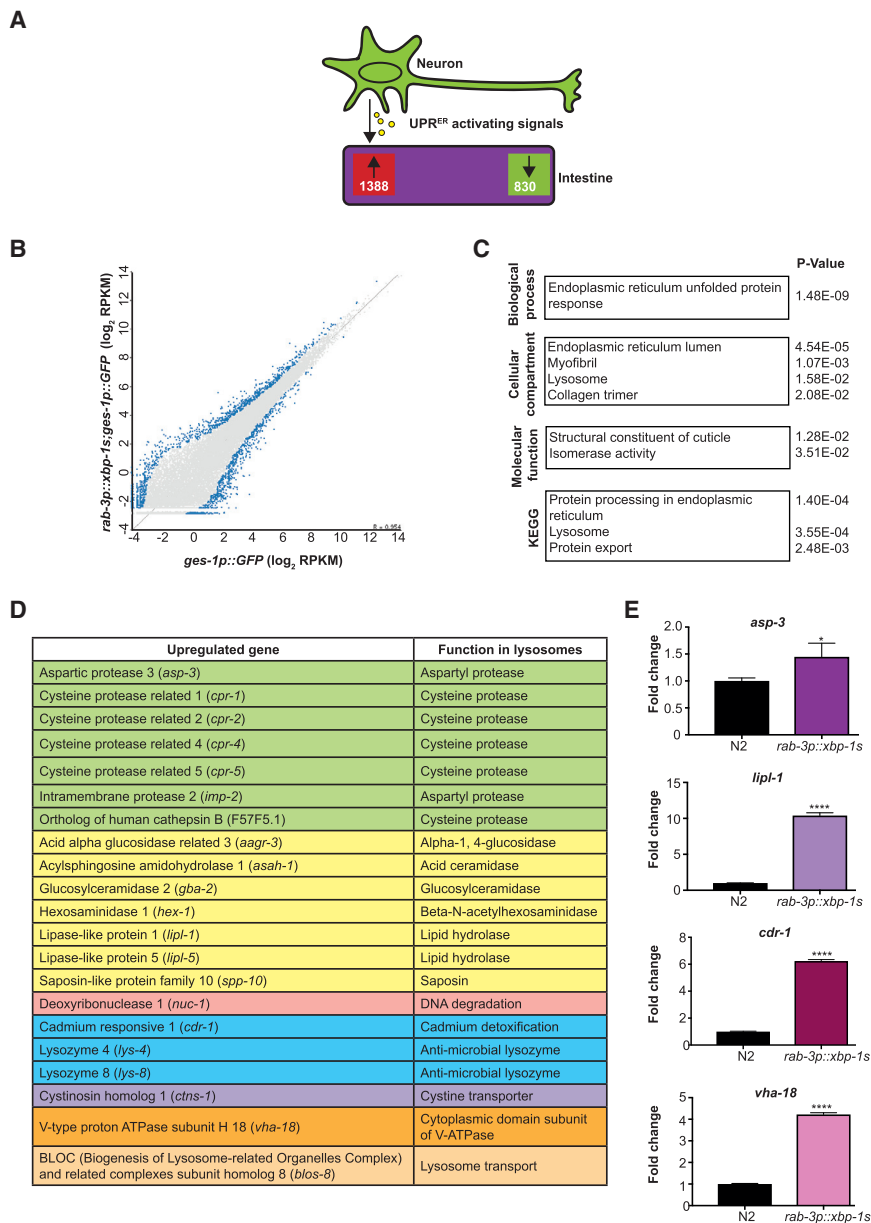 A
Neuron
UPRER activating signals
1388
830
Intestine
B
rab-3p::xbp-1s;ges-1p::GFP (log2 RPKM)
14
12
10
8
6
4
2
0
-2
-4
-4
-2
0
2
4
6
8
10
12
14
R = 0.954
ges-1p::GFP (log2 RPKM)
C
P-Value
Biological process
Endoplasmic reticulum unfolded protein
response
1.48E-09
Cellular compartment
Endoplasmic reticulum lumen 4.54E-05
Myofibril 1.07E-03
Lysosome 1.58E-02
Collagen trimer 2.08E-02
Molecular function
Structural constituent of cuticle 1.28E-02
Isomerase activity 3.51E-02
KEGG
Protein processing in endoplasmic 1.40E-04
reticulum
Lysosome 3.55E-04
Protein export 2.48E-03
D
Upregulated gene Function in lysosomes
Aspartic protease 3 (asp-3) Aspartyl protease
Cysteine protease related 1 (cpr-1) Cysteine protease
Cysteine protease related 2 (cpr-2) Cysteine protease
Cysteine protease related 4 (cpr-4) Cysteine protease
Cysteine protease related 5 (cpr-5) Cysteine protease
Intramembrane protease 2 (imp-2) Aspartyl protease
Ortholog of human cathepsin B (F57F5.1) Cysteine protease
Acid alpha glucosidase related 3 (aagr-3) Alpha-1, 4-glucosidase
Acylsphingosine amidohydrolase 1 (asah-1) Acid ceramidase
Glucosylceramidase 2 (gba-2) Glucosylceramidase
Hexosaminidase 1 (hex-1) Beta-N-acetylhexosaminidase
Lipase-like protein 1 (lipl-1) Lipid hydrolase
Lipase-like protein 5 (lipl-5) Lipid hydrolase
Saposin-like protein family 10 (spp-10) Saposin
Deoxyribonuclease 1 (nuc-1) DNA degradation
Cadmium responsive 1 (cdr-1) Cadmium detoxification
Lysozyme 4 (lys-4) Anti-microbial lysozyme
Lysozyme 8 (lys-8) Anti-microbial lysozyme
Cystinosin homolog 1 (ctns-1) Cystine transporter
V-type proton ATPase subunit H 18 (vha-18) Cytoplasmic domain subunit
of V-ATPase
BLOC (Biogenesis of Lysosome-related Organelles Complex)
and related complexes subunit homolog 8 (blos-8) Lysosome transport
E
asp-3
Fold change
2.0
1.5
1.0
0.5
0
*
N2 rab-3p::xbp-1s
lipl-1
Fold change
15
10
5
0
****
N2 rab-3p::xbp-1s
cdr-1
Fold change
8
6
4
2
0
****
N2 rab-3p::xbp-1s
vha-18
Fold change
5
4
3
2
1
0
****
N2 rab-3p::xbp-1s